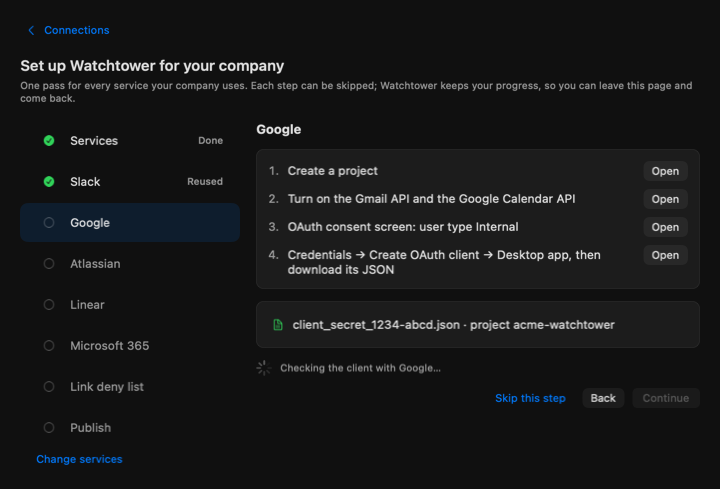 Connections
Set up Watchtower for your company
One pass for every service your company uses. Each step can be skipped; Watchtower keeps your progress, so you can leave this page and
come back.
Services Done
Slack Reused
Google
Atlassian
Linear
Microsoft 365
Link deny list
Publish
Change services
Google
1. Create a project Open
2. Turn on the Gmail API and the Google Calendar API Open
3. OAuth consent screen: user type Internal Open
4. Credentials → Create OAuth client → Desktop app, then Open
download its JSON
client_secret_1234-abcd.json · project acme-watchtower
Checking the client with Google...
Skip this step Back Continue